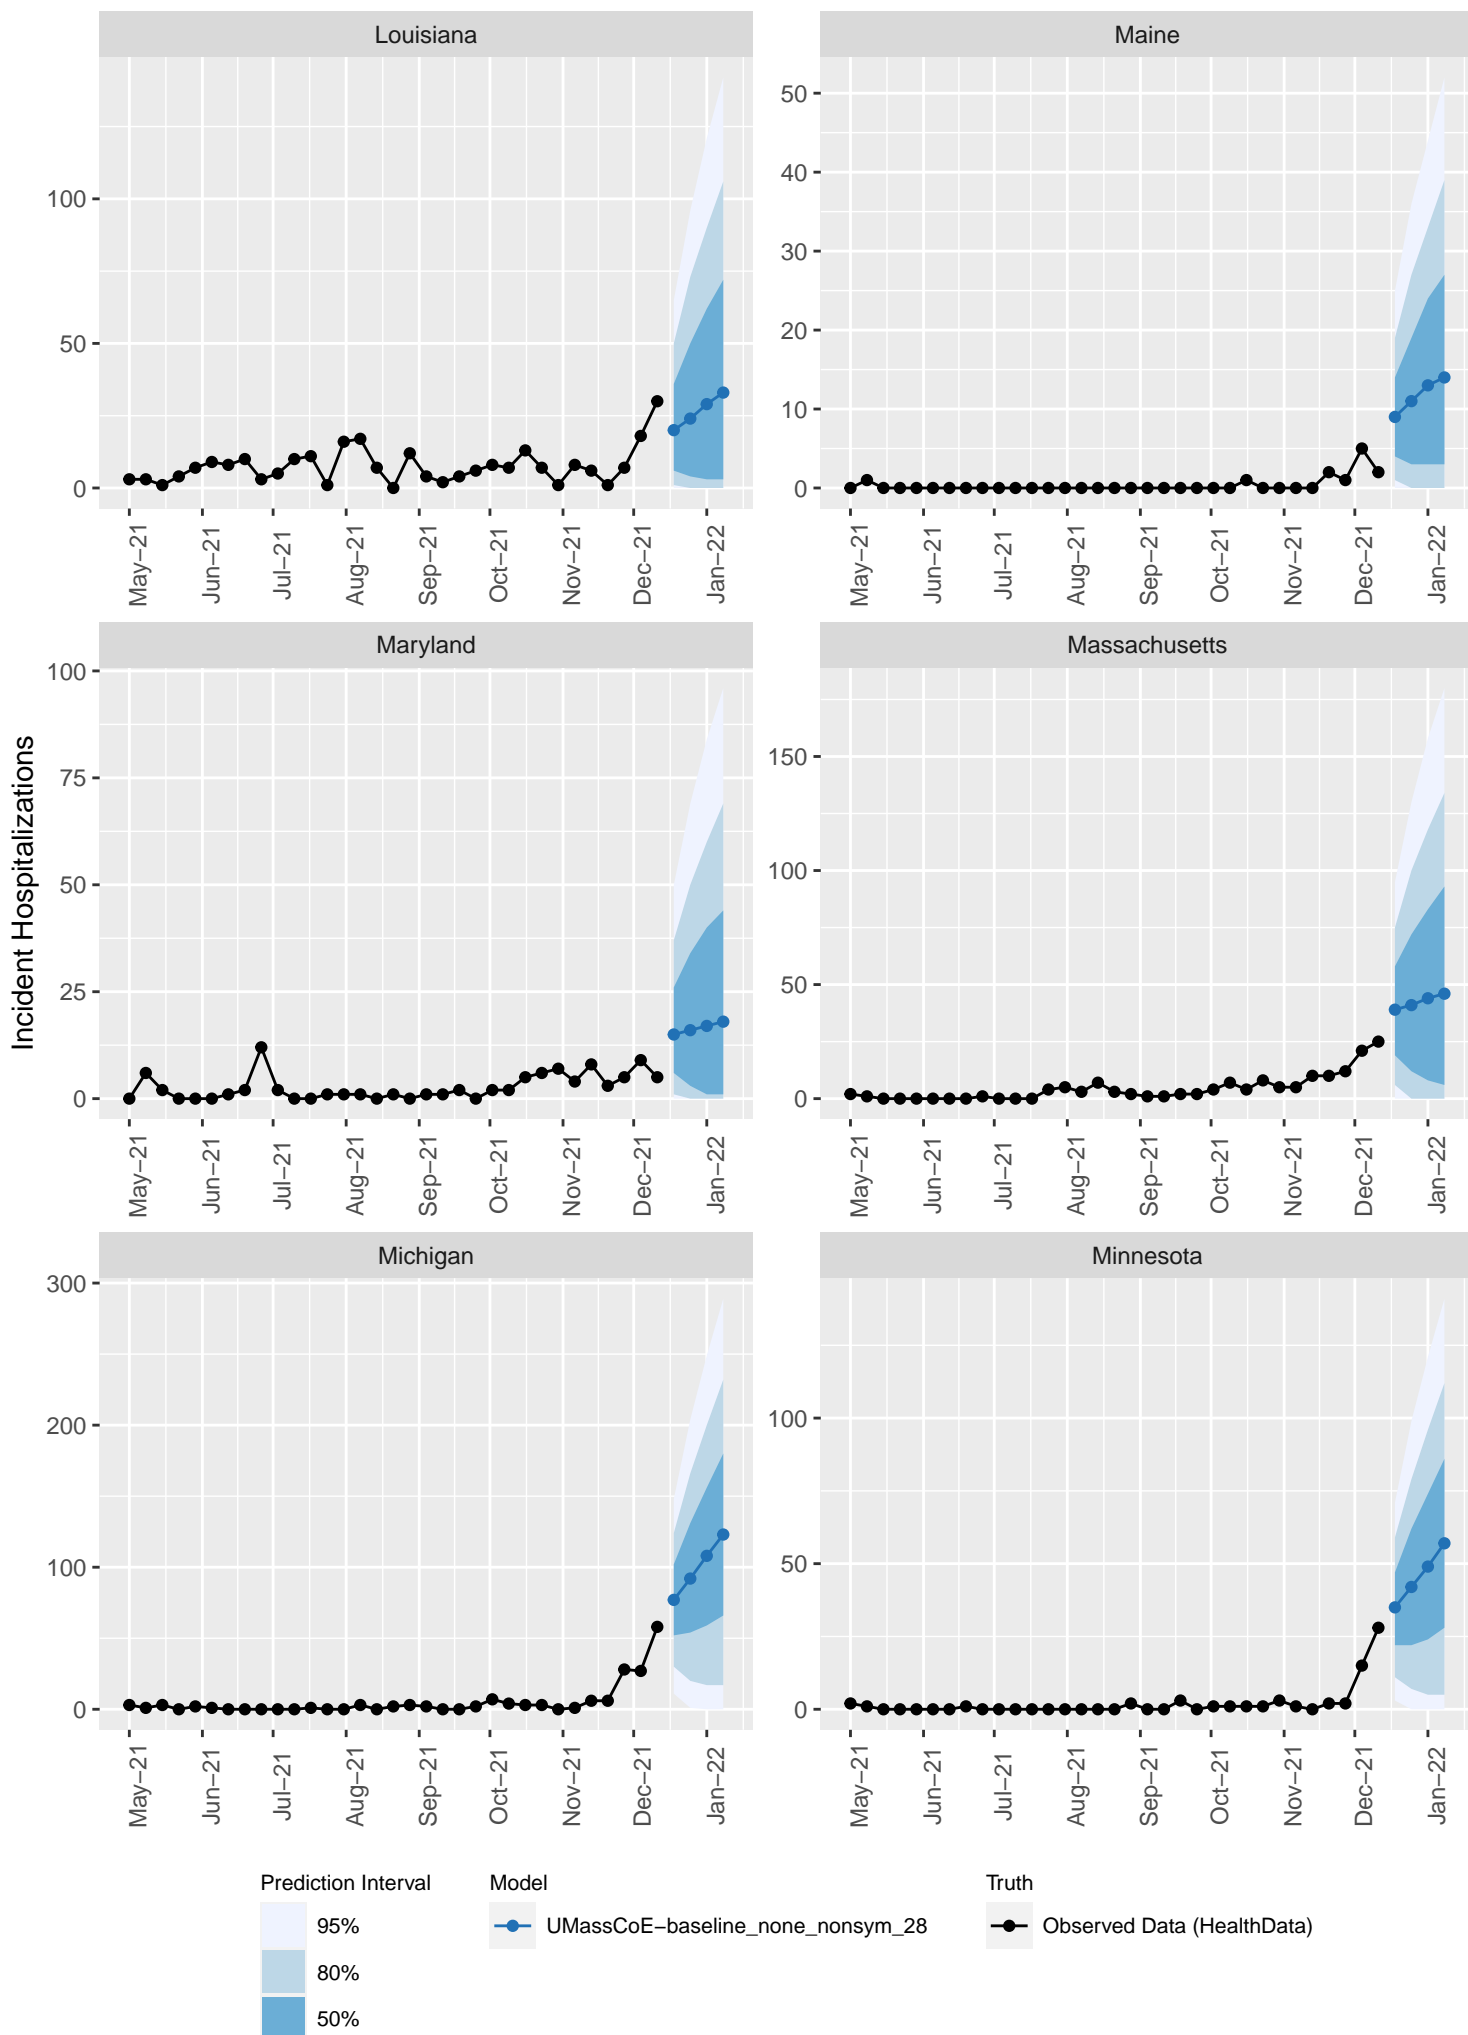 Louisiana
Maine
100
50
0
50
40
30
20
10
0
May−21
Jun−21
Jul−21
Aug−21
Sep−21
Oct−21
Nov−21
Dec−21
Jan−22
May−21
Jun−21
Jul−21
Aug−21
Sep−21
Oct−21
Nov−21
Dec−21
Jan−22
Maryland
Massachusetts
Incident Hospitalizations
100
75
50
25
0
150
100
50
0
May−21
Jun−21
Jul−21
Aug−21
Sep−21
Oct−21
Nov−21
Dec−21
Jan−22
May−21
Jun−21
Jul−21
Aug−21
Sep−21
Oct−21
Nov−21
Dec−21
Jan−22
Michigan
Minnesota
300
200
100
0
100
50
0
May−21
Jun−21
Jul−21
Aug−21
Sep−21
Oct−21
Nov−21
Dec−21
Jan−22
May−21
Jun−21
Jul−21
Aug−21
Sep−21
Oct−21
Nov−21
Dec−21
Jan−22
Prediction Interval
95%
80%
50%
Model
UMassCoE−baseline_none_nonsym_28
Truth
Observed Data (HealthData)